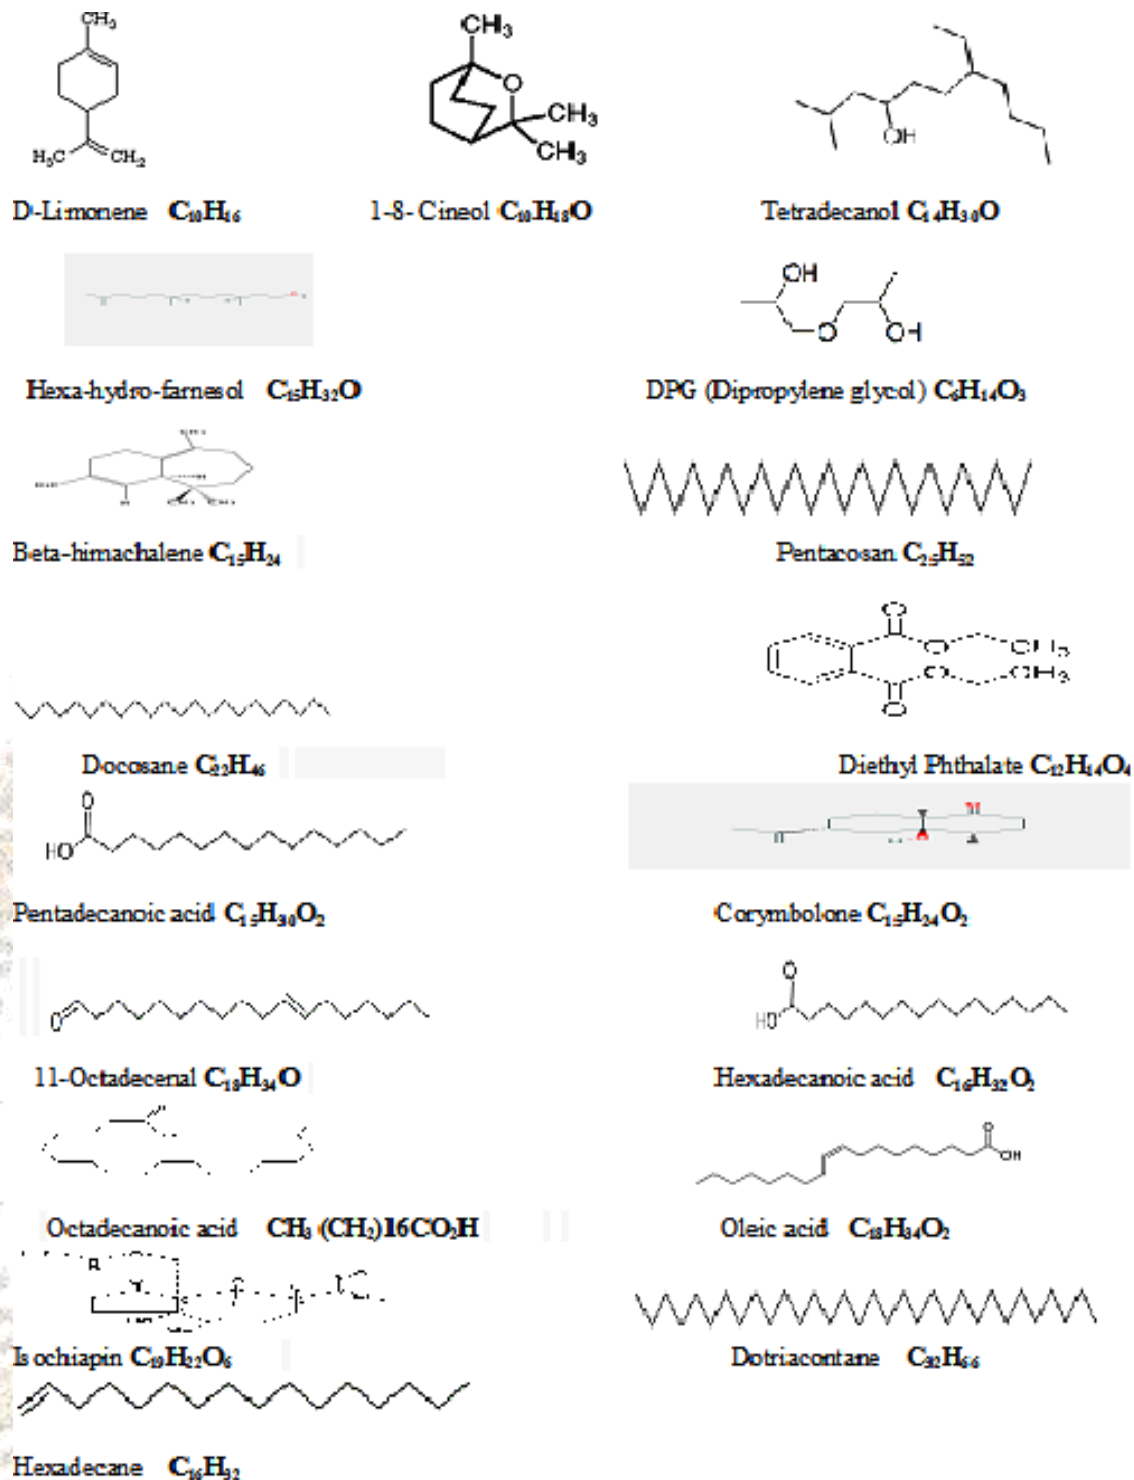 CH₃
H₃C
CH₂
D-Limonene C₁₀H₁₆
CH₃
O
CH₃
CH₃
1-8- Cineol C₁₀H₁₈O
OH
Tetradecanol C₁₄H₃₀O
Hexa-hydro-farnesol C₁₅H₃₂O
OH
O
OH
DPG (Dipropylene glycol) C₆H₁₄O₃
Beta-himachalene C₁₅H₂₄
Pentacosan C₂₅H₅₂
Docosane C₂₂H₄₆
O
O
CH₃
O
CH₃
O
Diethyl Phthalate C₁₂H₁₄O₄
O
HO
Pentadecanoic acid C₁₅H₃₀O₂
Corymbolone C₁₅H₂₄O₂
O
11-Octadecenal C₁₈H₃₄O
O
HO
Hexadecanoic acid C₁₆H₃₂O₂
Octadecanoic acid CH₃ (CH₂)16CO₂H
O
OH
Oleic acid C₁₈H₃₄O₂
Isochiapin C₁₉H₂₂O₆
Dotriacontane C₃₂H₆₆
Hexadecane C₁₆H₃₂